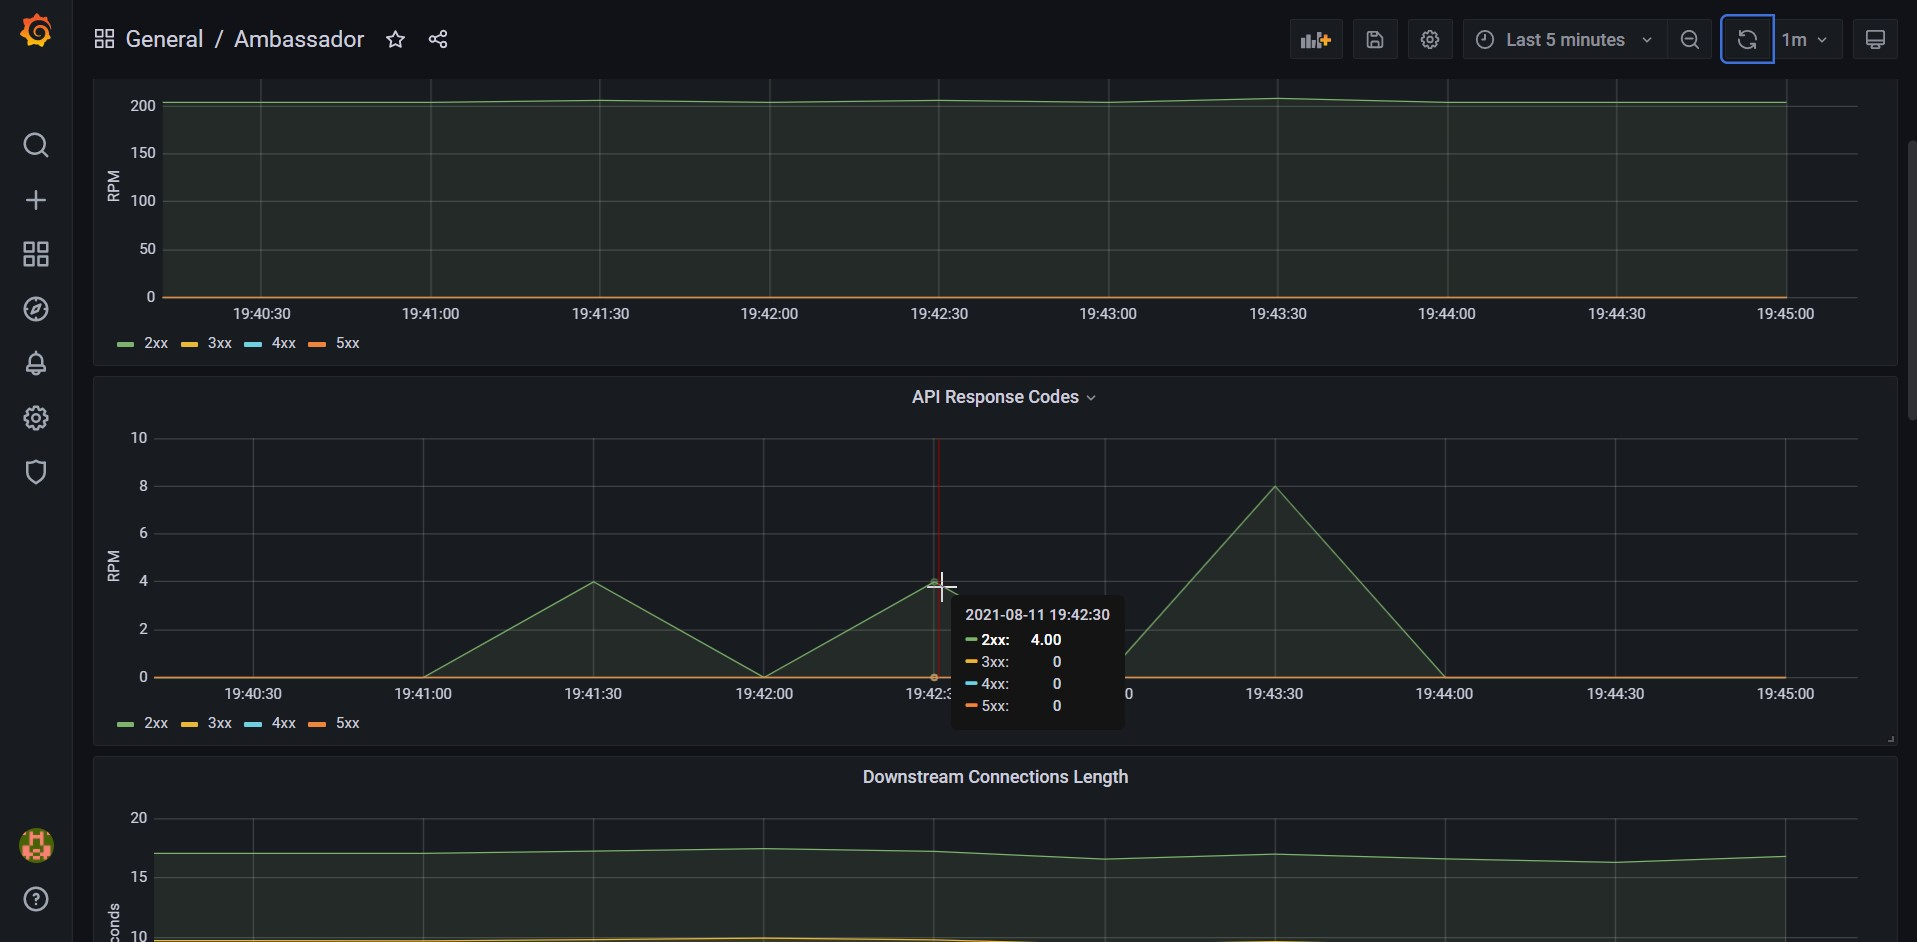 General / Ambassador
Last 5 minutes
1m
200
150
100
50
0
RPM
19:40:30 19:41:00 19:41:30 19:42:00 19:42:30 19:43:00 19:43:30 19:44:00 19:44:30 19:45:00
2xx 3xx 4xx 5xx
API Response Codes
10
8
6
4
2
0
RPM
19:40:30 19:41:00 19:41:30 19:42:00 19:42:3 0 19:43:30 19:44:00 19:44:30 19:45:00
2021-08-11 19:42:30
2xx: 4.00
3xx: 0
4xx: 0
5xx: 0
2xx 3xx 4xx 5xx
Downstream Connections Length
20
15
10
conds